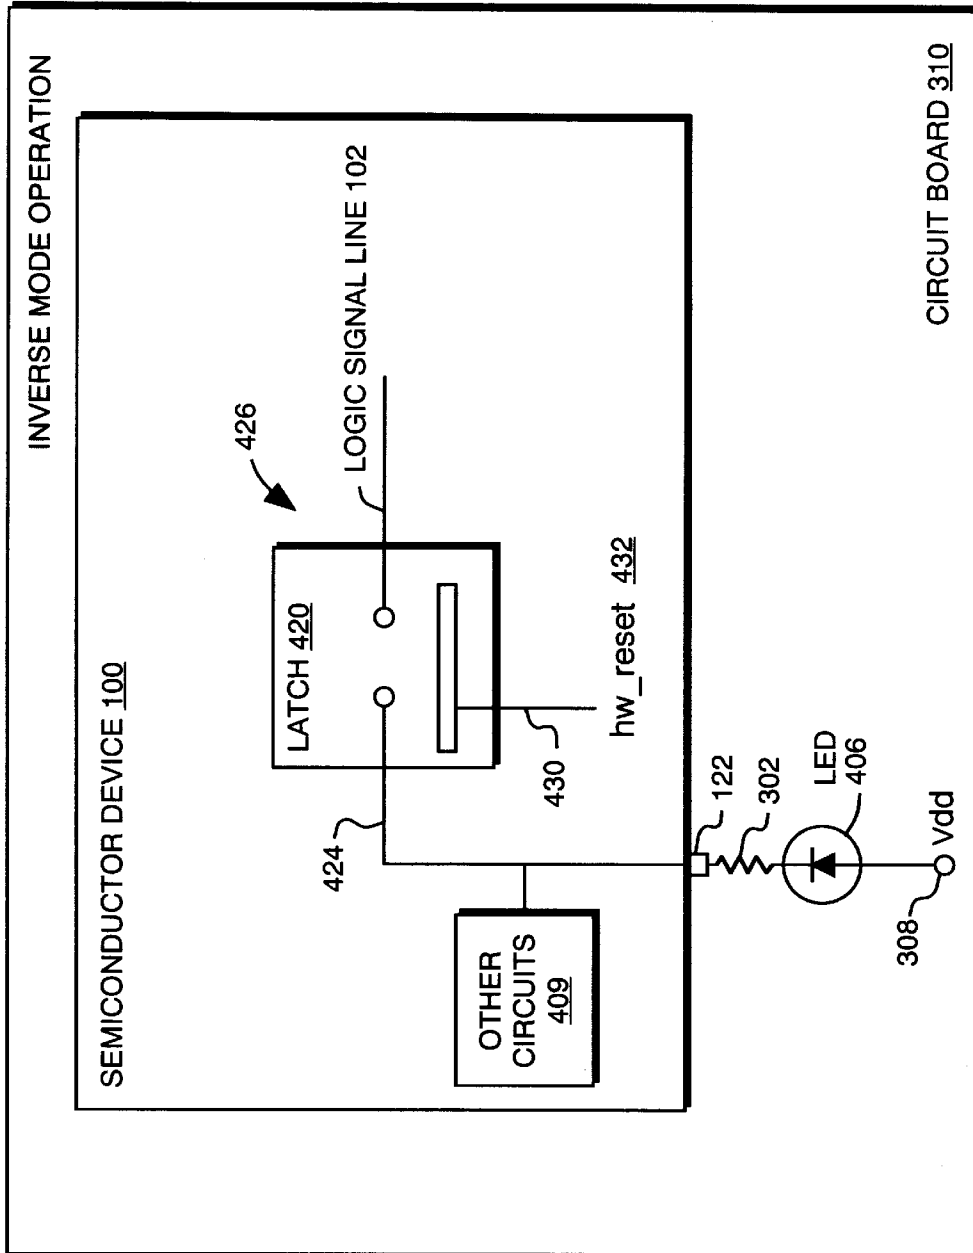 INVERSE MODE OPERATION
SEMICONDUCTOR DEVICE 100
426
LATCH 420
LOGIC SIGNAL LINE 102
424
430
hw_reset 432
OTHER
CIRCUITS
409
122
302
LED
406
308
Vdd
CIRCUIT BOARD 310